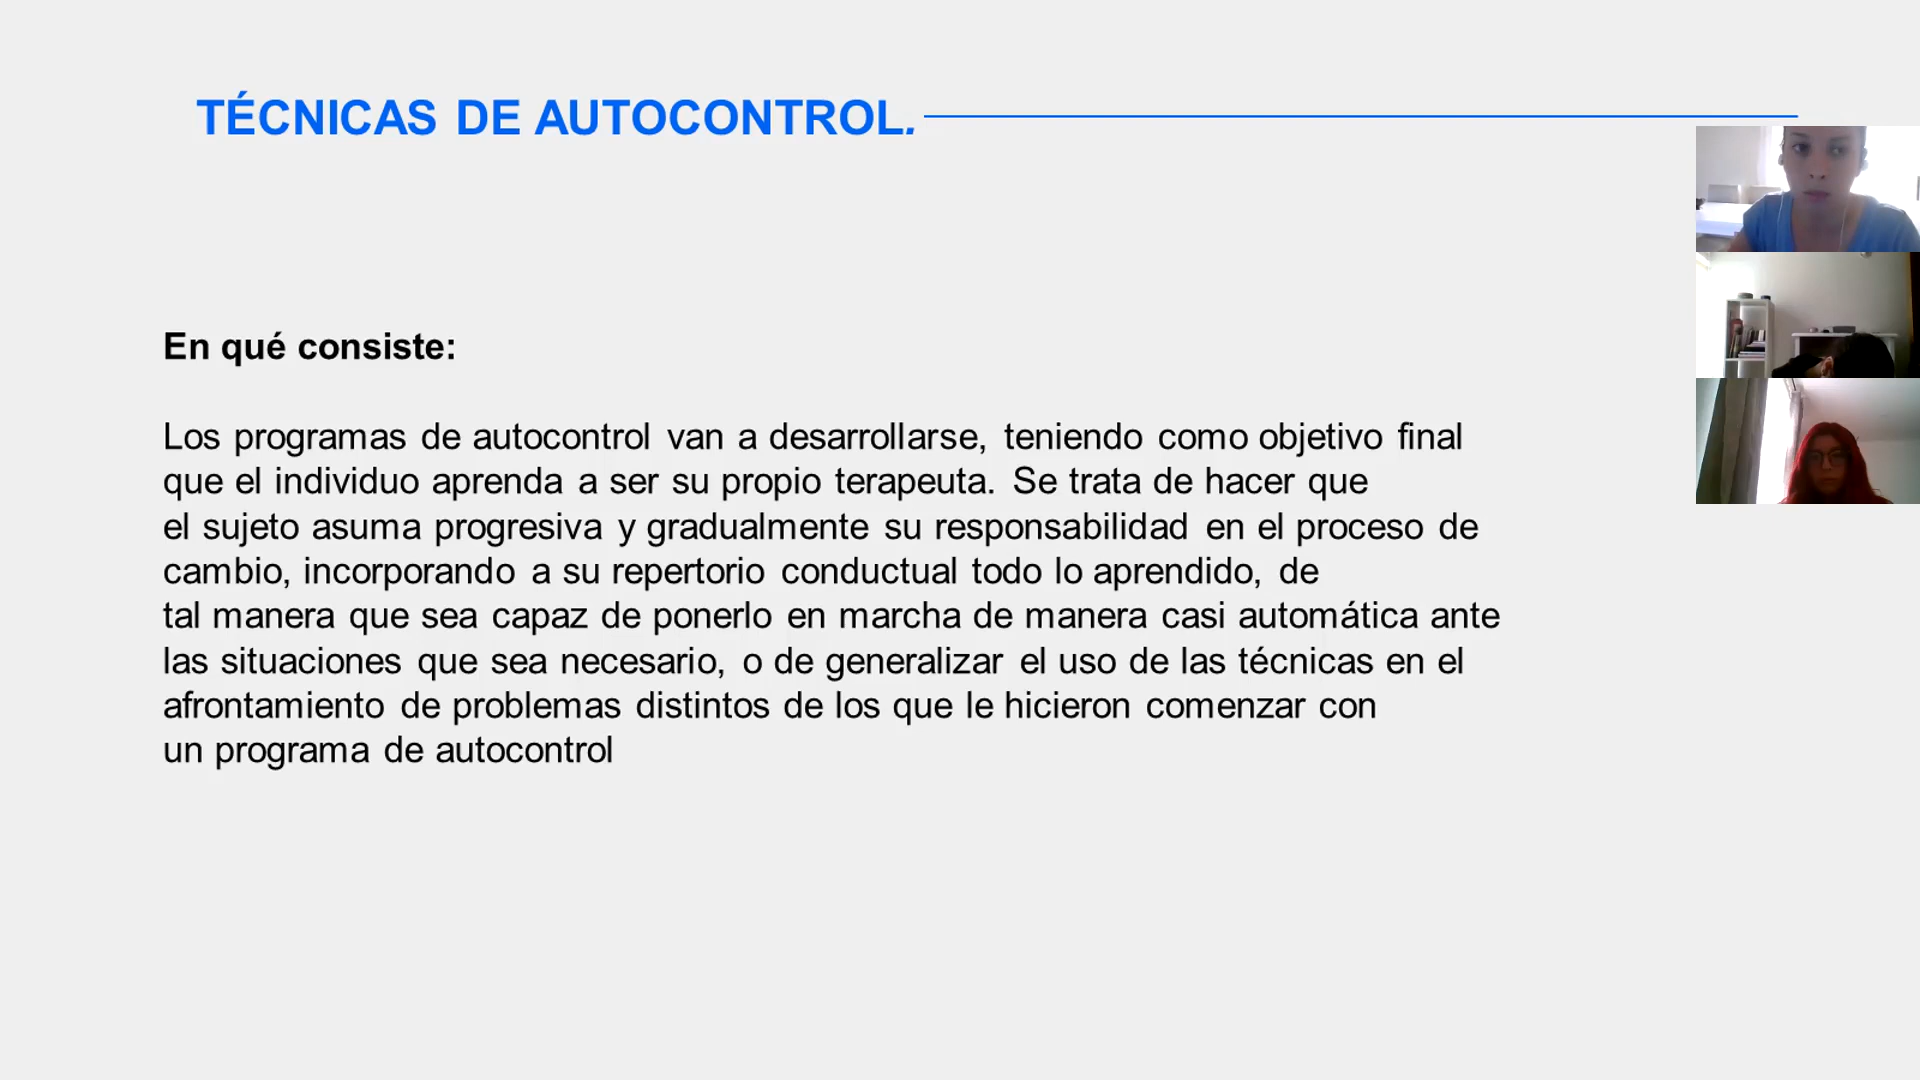 TÉCNICAS DE AUTOCONTROL.
En qué consiste:
Los programas de autocontrol van a desarrollarse, teniendo como objetivo final
que el individuo aprenda a ser su propio terapeuta. Se trata de hacer que
el sujeto asuma progresiva y gradualmente su responsabilidad en el proceso de
cambio, incorporando a su repertorio conductual todo lo aprendido, de
tal manera que sea capaz de ponerlo en marcha de manera casi automática ante
las situaciones que sea necesario, o de generalizar el uso de las técnicas en el
afrontamiento de problemas distintos de los que le hicieron comenzar con
un programa de autocontrol